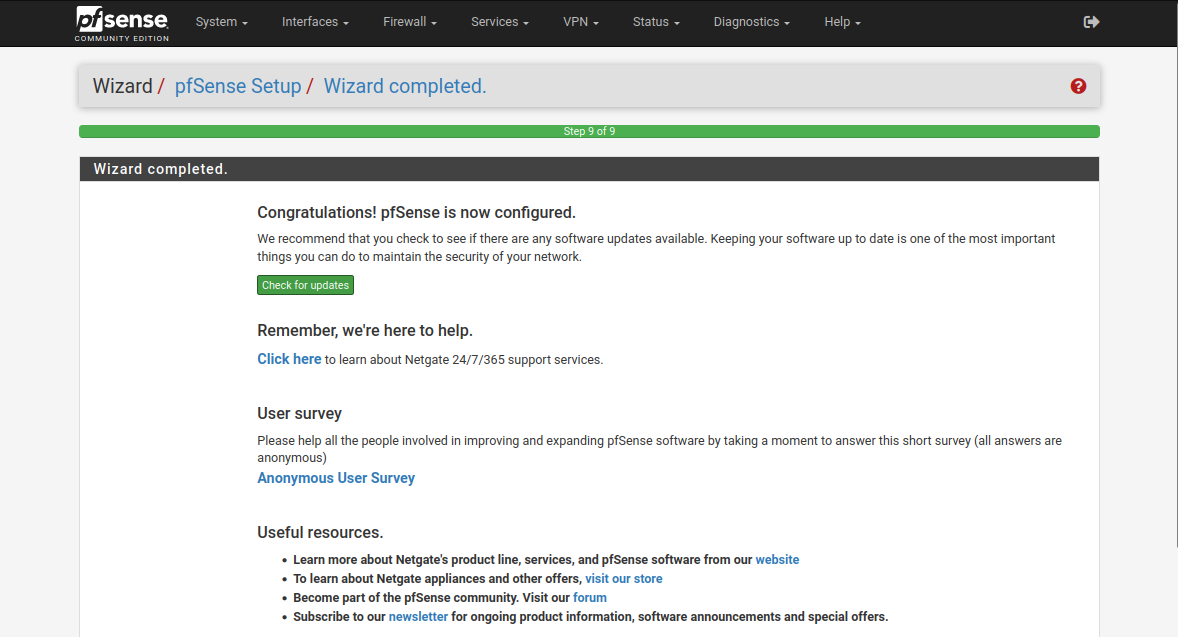 pfsense
COMMUNITY EDITION
System Interfaces Firewall Services VPN Status Diagnostics Help
Wizard / pfSense Setup / Wizard completed.
Step 9 of 9
Wizard completed.
Congratulations! pfSense is now configured.
We recommend that you check to see if there are any software updates available. Keeping your software up to date is one of the most important
things you can do to maintain the security of your network.
Check for updates
Remember, we're here to help.
Click here to learn about Netgate 24/7/365 support services.
User survey
Please help all the people involved in improving and expanding pfSense software by taking a moment to answer this short survey (all answers are
anonymous)
Anonymous User Survey
Useful resources.
• Learn more about Netgate's product line, services, and pfSense software from our website
• To learn about Netgate appliances and other offers, visit our store
• Become part of the pfSense community. Visit our forum
• Subscribe to our newsletter for ongoing product information, software announcements and special offers.